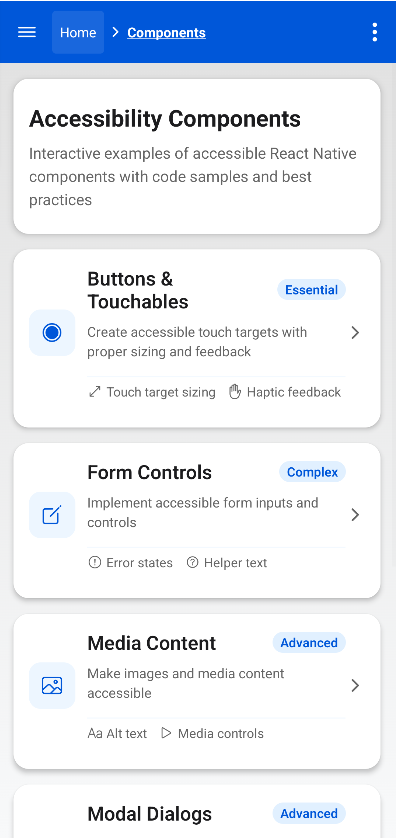 Home > Components
Accessibility Components
Interactive examples of accessible React Native
components with code samples and best
practices
Buttons &
Touchables
Essential
Create accessible touch targets with
proper sizing and feedback
Touch target sizing Haptic feedback
Form Controls
Complex
Implement accessible form inputs and
controls
Error states Helper text
Media Content
Advanced
Make images and media content
accessible
Aa Alt text Media controls
Modal Dialogs
Advanced